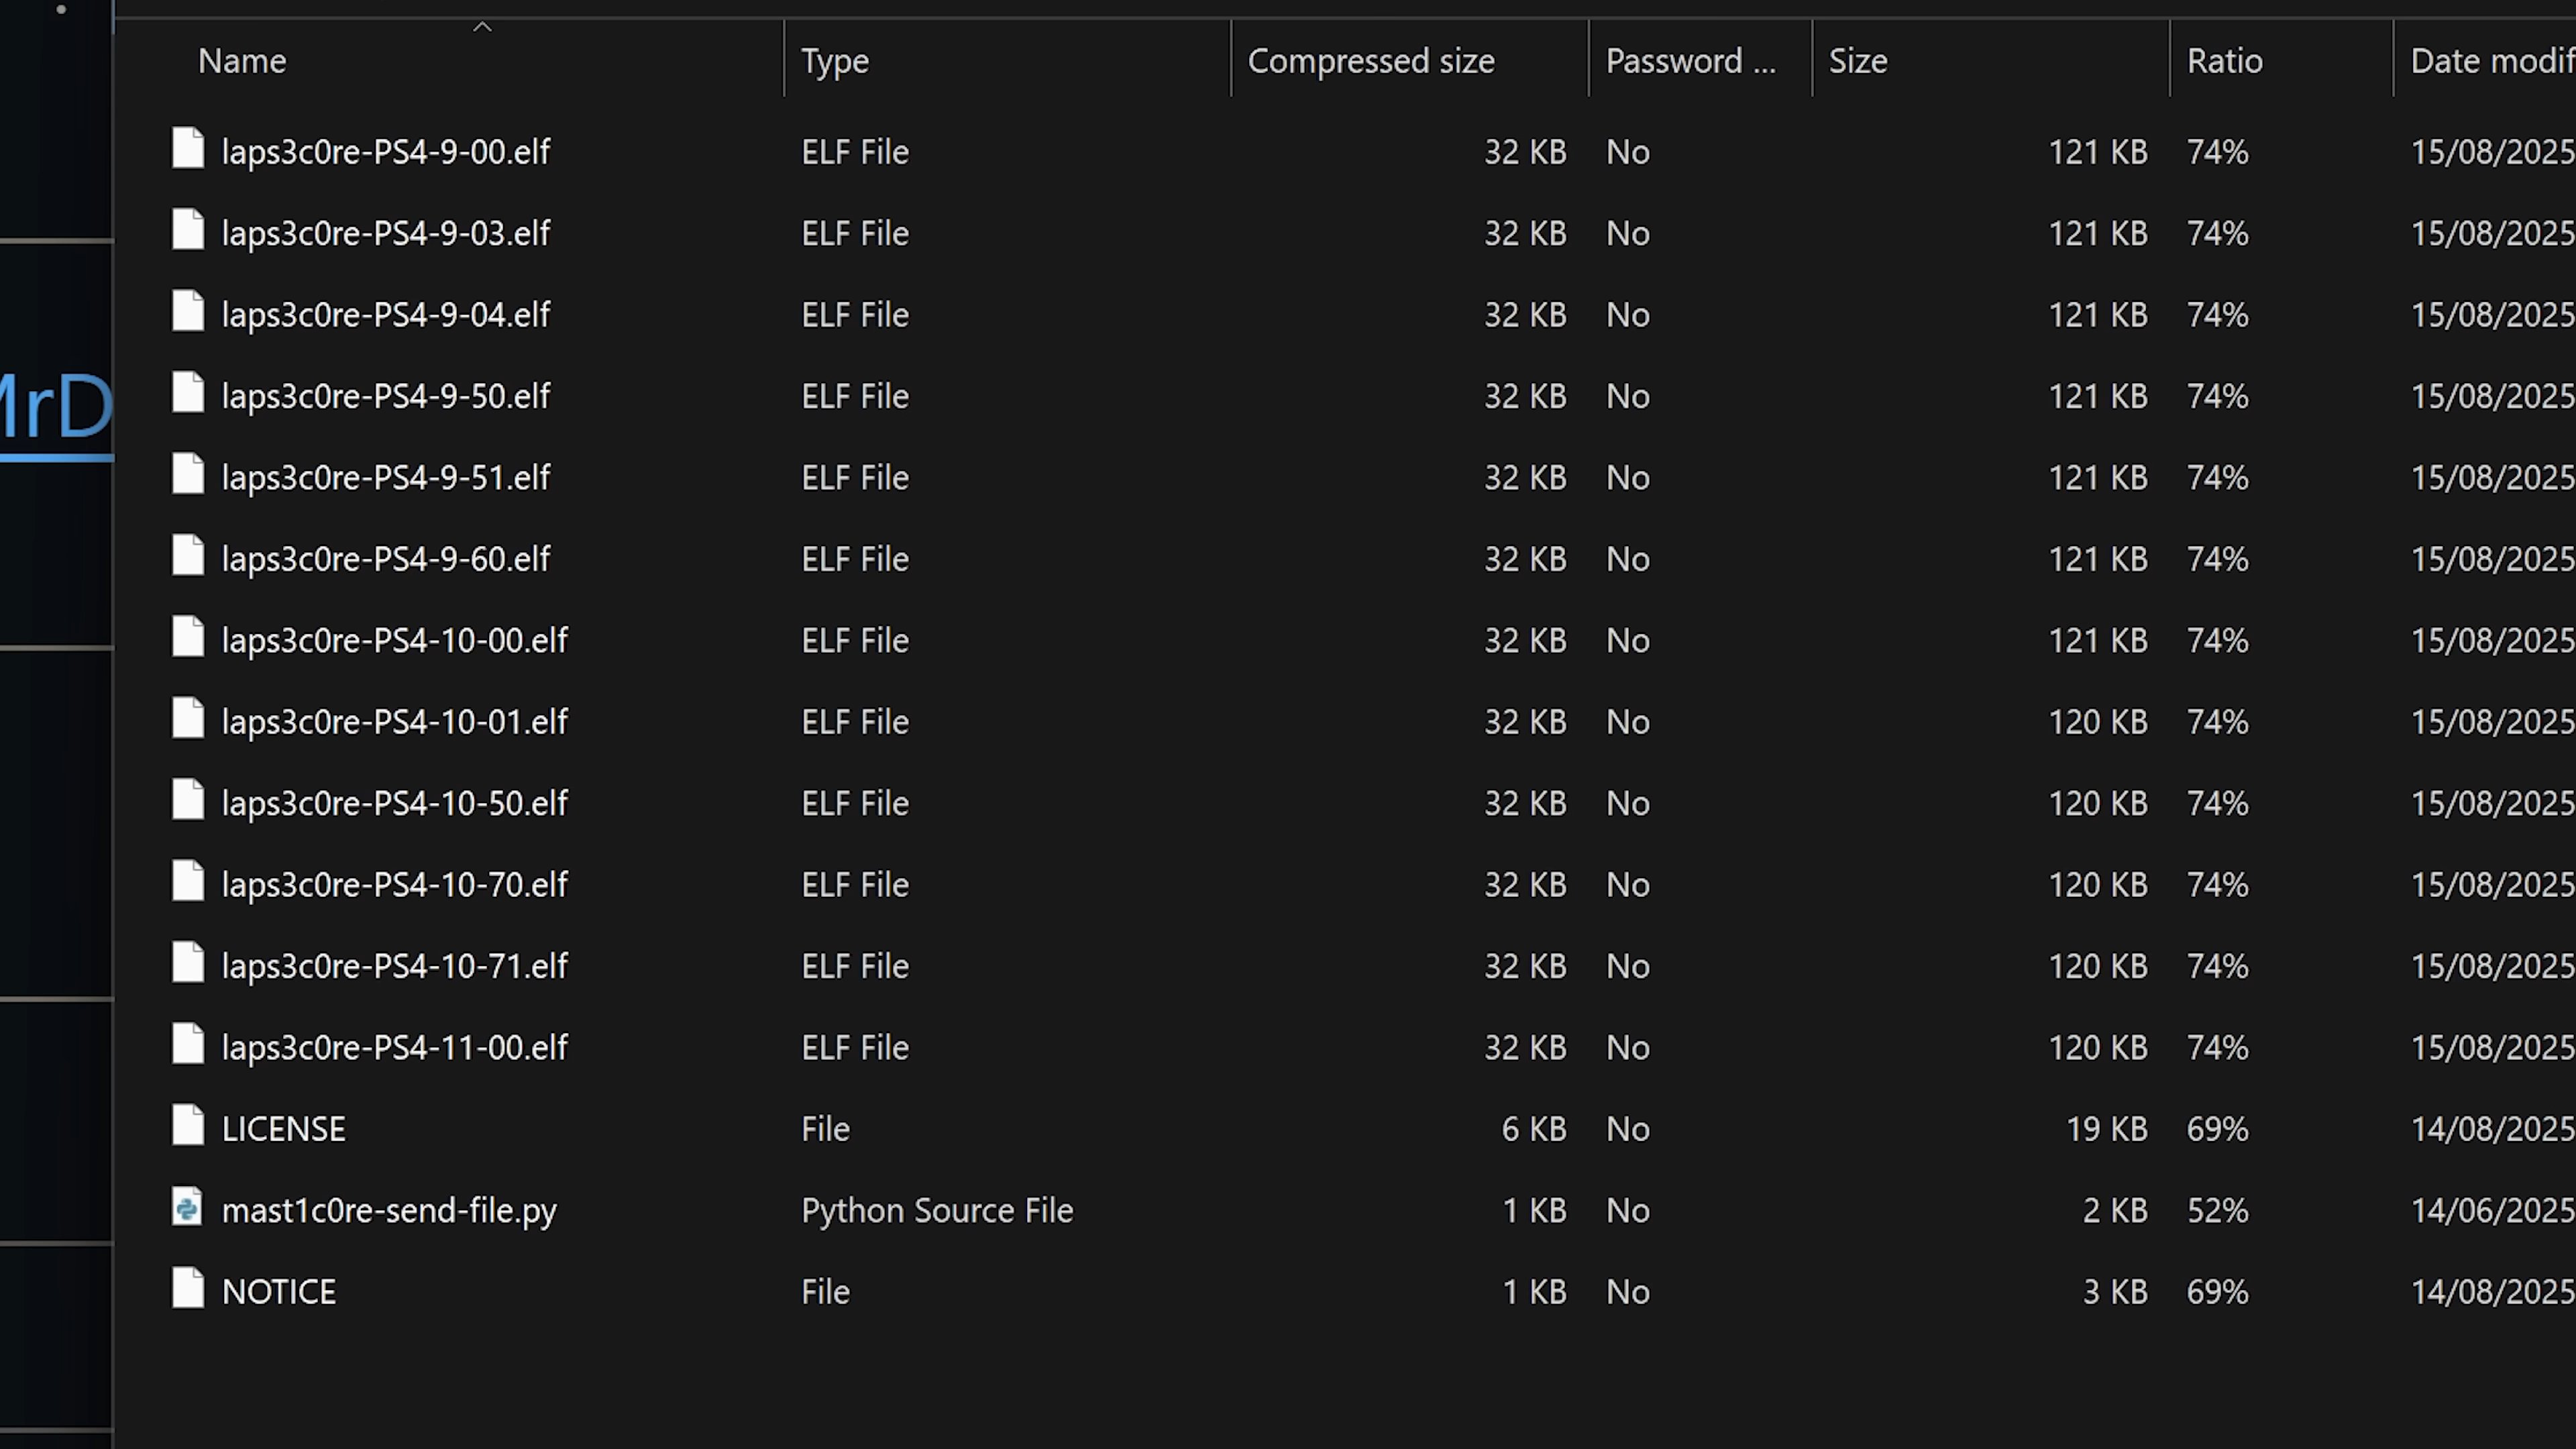 Name Type Compressed size Password ... Size Ratio Date modif
laps3c0re-PS4-9-00.elf ELF File 32 KB No 121 KB 74% 15/08/2025
laps3c0re-PS4-9-03.elf ELF File 32 KB No 121 KB 74% 15/08/2025
laps3c0re-PS4-9-04.elf ELF File 32 KB No 121 KB 74% 15/08/2025
laps3c0re-PS4-9-50.elf ELF File 32 KB No 121 KB 74% 15/08/2025
MrD
laps3c0re-PS4-9-51.elf ELF File 32 KB No 121 KB 74% 15/08/2025
laps3c0re-PS4-9-60.elf ELF File 32 KB No 121 KB 74% 15/08/2025
laps3c0re-PS4-10-00.elf ELF File 32 KB No 121 KB 74% 15/08/2025
laps3c0re-PS4-10-01.elf ELF File 32 KB No 120 KB 74% 15/08/2025
laps3c0re-PS4-10-50.elf ELF File 32 KB No 120 KB 74% 15/08/2025
laps3c0re-PS4-10-70.elf ELF File 32 KB No 120 KB 74% 15/08/2025
laps3c0re-PS4-10-71.elf ELF File 32 KB No 120 KB 74% 15/08/2025
laps3c0re-PS4-11-00.elf ELF File 32 KB No 120 KB 74% 15/08/2025
LICENSE File 6 KB No 19 KB 69% 14/08/2025
mast1c0re-send-file.py Python Source File 1 KB No 2 KB 52% 14/06/2025
NOTICE File 1 KB No 3 KB 69% 14/08/2025